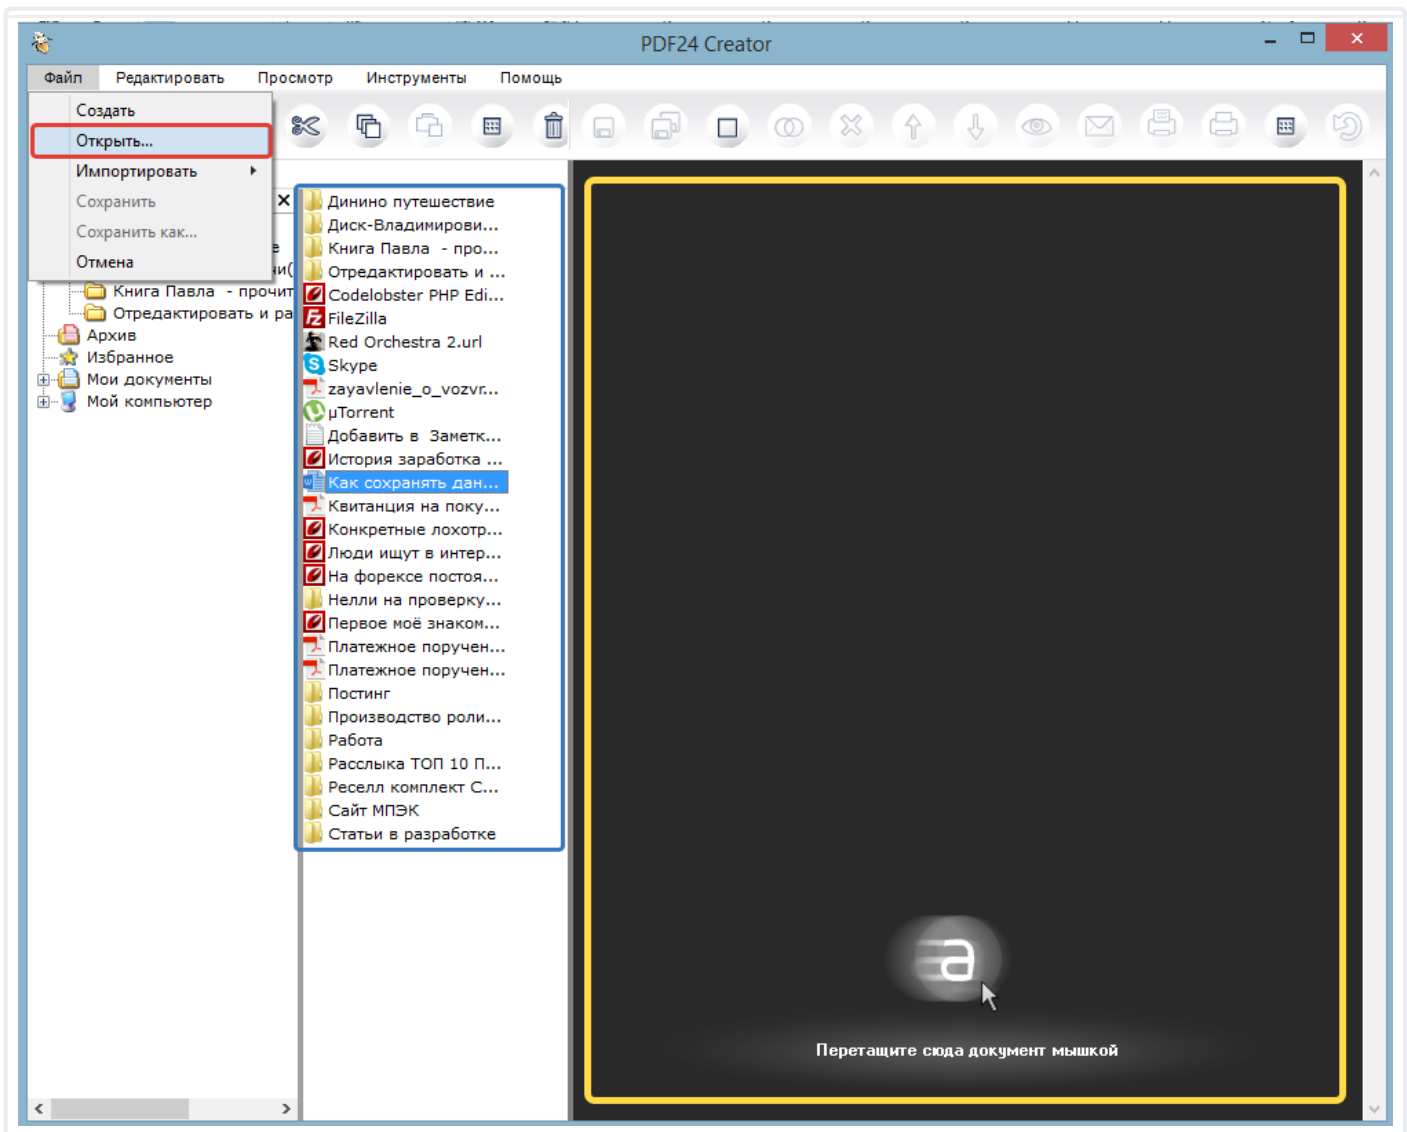 PDF24 Creator
Файл Редактировать Просмотр Инструменты Помощь
Создать
Открыть...
Импортировать
Сохранить
Сохранить как...
Отмена
Книга Павла - прочит
Отредактировать и ра
Архив
Избранное
Мои документы
Мой компьютер
Динино путешествие
Диск-Владимирови...
Книга Павла - про...
Отредактировать и ...
Codelobster PHP Edi...
FileZilla
Red Orchestra 2.url
Skype
zayavlenie_o_vozvr...
µTorrent
Добавить в Заметк...
История заработка ...
Как сохранять дан...
Квитанция на поку...
Конкретные лохотр...
Люди ищут в интер...
На форексе постоя...
Нелли на проверку...
Первое моё знаком...
Платежное поручен...
Платежное поручен...
Постинг
Производство роли...
Работа
Расслыка ТОП 10 П...
Реселл комплект С...
Сайт МПЭК
Статьи в разработке
Перетащите сюда документ мышкой